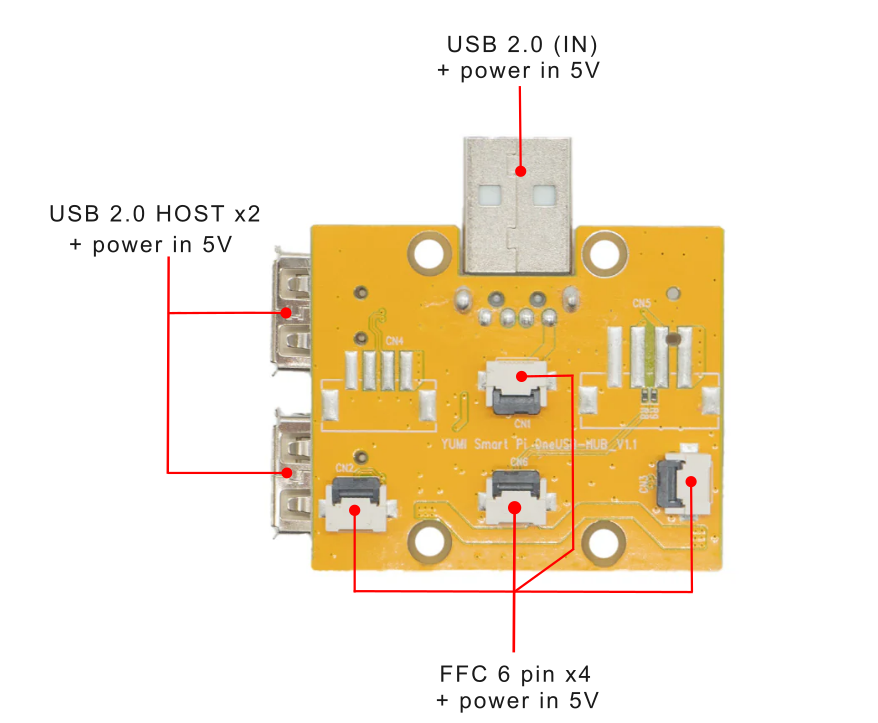 USB 2.0 (IN)
+ power in 5V
USB 2.0 HOST x2
+ power in 5V
CN5
CN4
CN1
YUMI Smart Pi OneUSB-HUB V1.1
CN2
CN6
CN3
FFC 6 pin x4
+ power in 5V